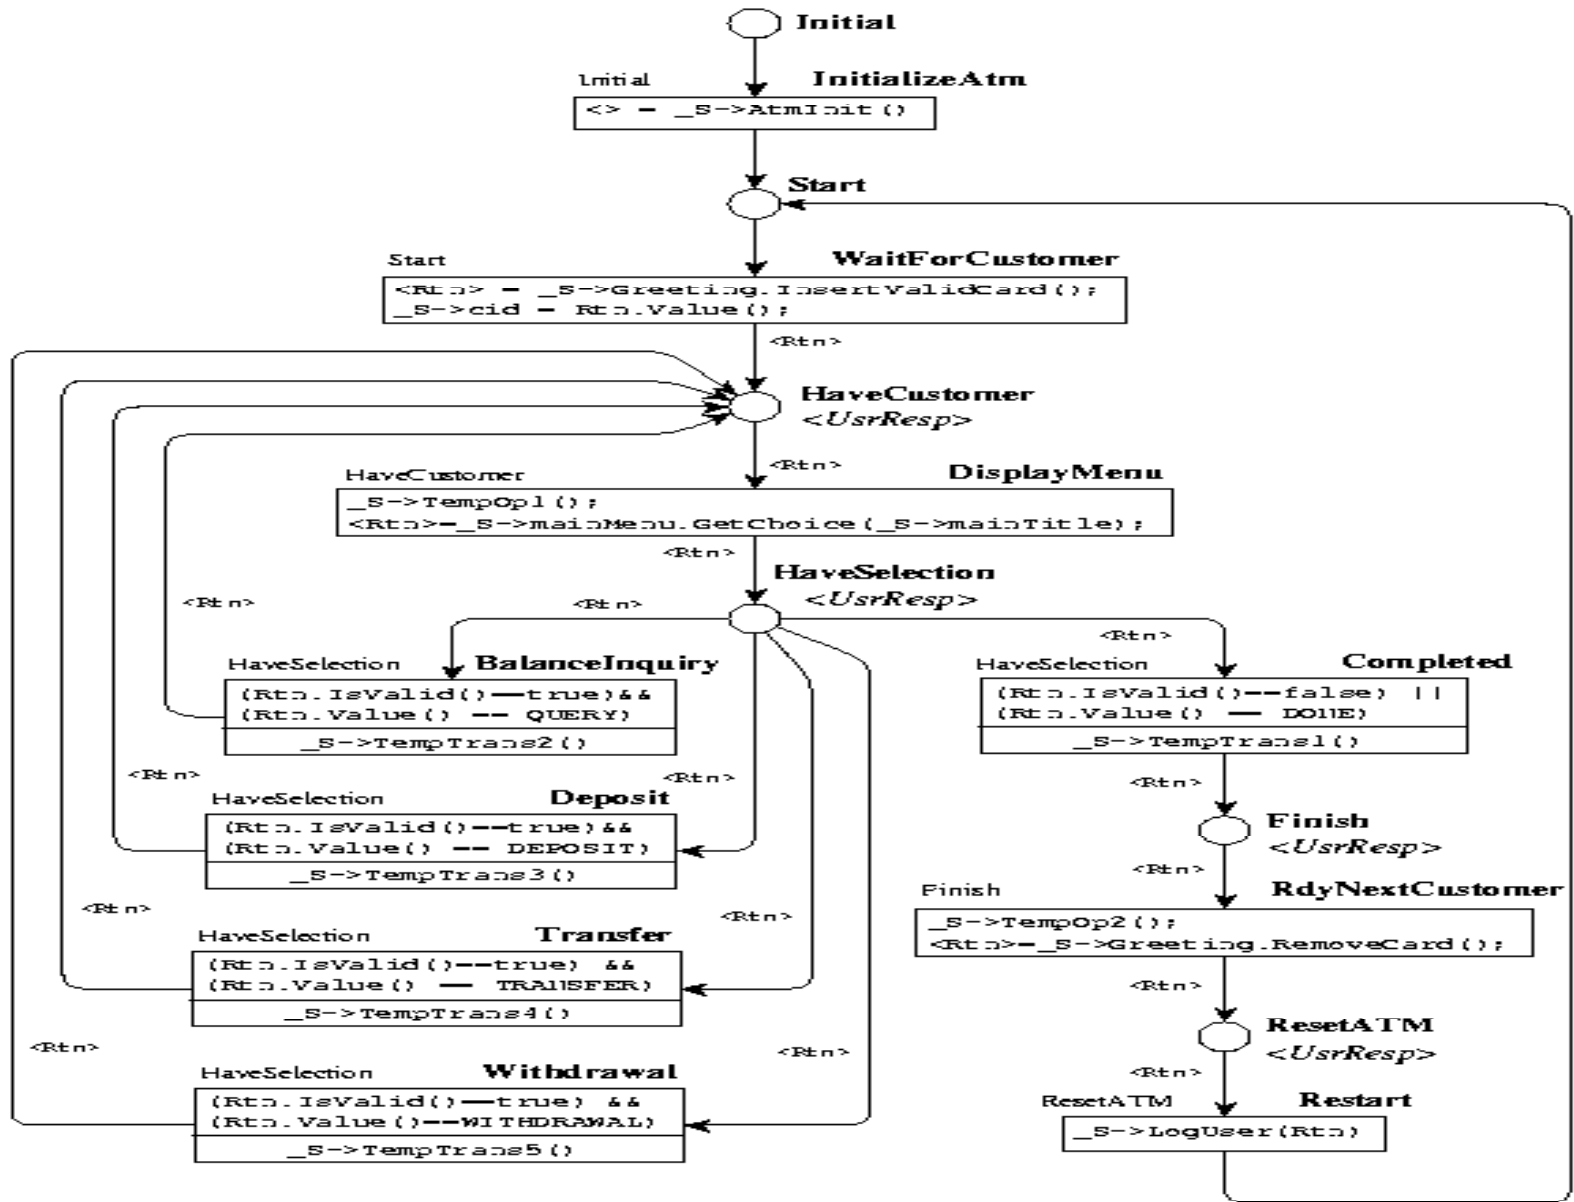 Initial
Initial InitializeAtm
<> = _S->AtmInit()
Start
Start WaitForCustomer
<Rtn> = _S->Greeting.InsertValidCard();
_S->cid = Rtn.Value();
<Rtn>
HaveCustomer
<UsrResp>
<Rtn>
HaveCustomer DisplayMenu
_S->TempOp1();
<Rtn>=_S->mainMenu.GetChoice(_S->mainTitle);
<Rtn>
HaveSelection
<UsrResp>
<Rtn> <Rtn>
<Rtn>
HaveSelection BalanceInquiry
(Rtn.IsValid()==true)&&
(Rtn.Value() == QUERY)
_S->TempTrans2()
<Rtn> <Rtn>
HaveSelection Deposit
(Rtn.IsValid()==true)&&
(Rtn.Value() == DEPOSIT)
_S->TempTrans3()
<Rtn> <Rtn>
HaveSelection Transfer
(Rtn.IsValid()==true) &&
(Rtn.Value() == TRANSFER)
_S->TempTrans4()
<Rtn> <Rtn>
HaveSelection Withdrawal
(Rtn.IsValid()==true) &&
(Rtn.Value()==WITHDRAWAL)
_S->TempTrans5()
HaveSelection Completed
(Rtn.IsValid()==false) ||
(Rtn.Value() == DONE)
_S->TempTrans1()
<Rtn>
Finish
<UsrResp>
<Rtn>
Finish RdyNextCustomer
_S->TempOp2();
<Rtn>=_S->Greeting.RemoveCard();
<Rtn>
ResetATM
<UsrResp>
<Rtn>
ResetATM Restart
_S->LogUser(Rtn)